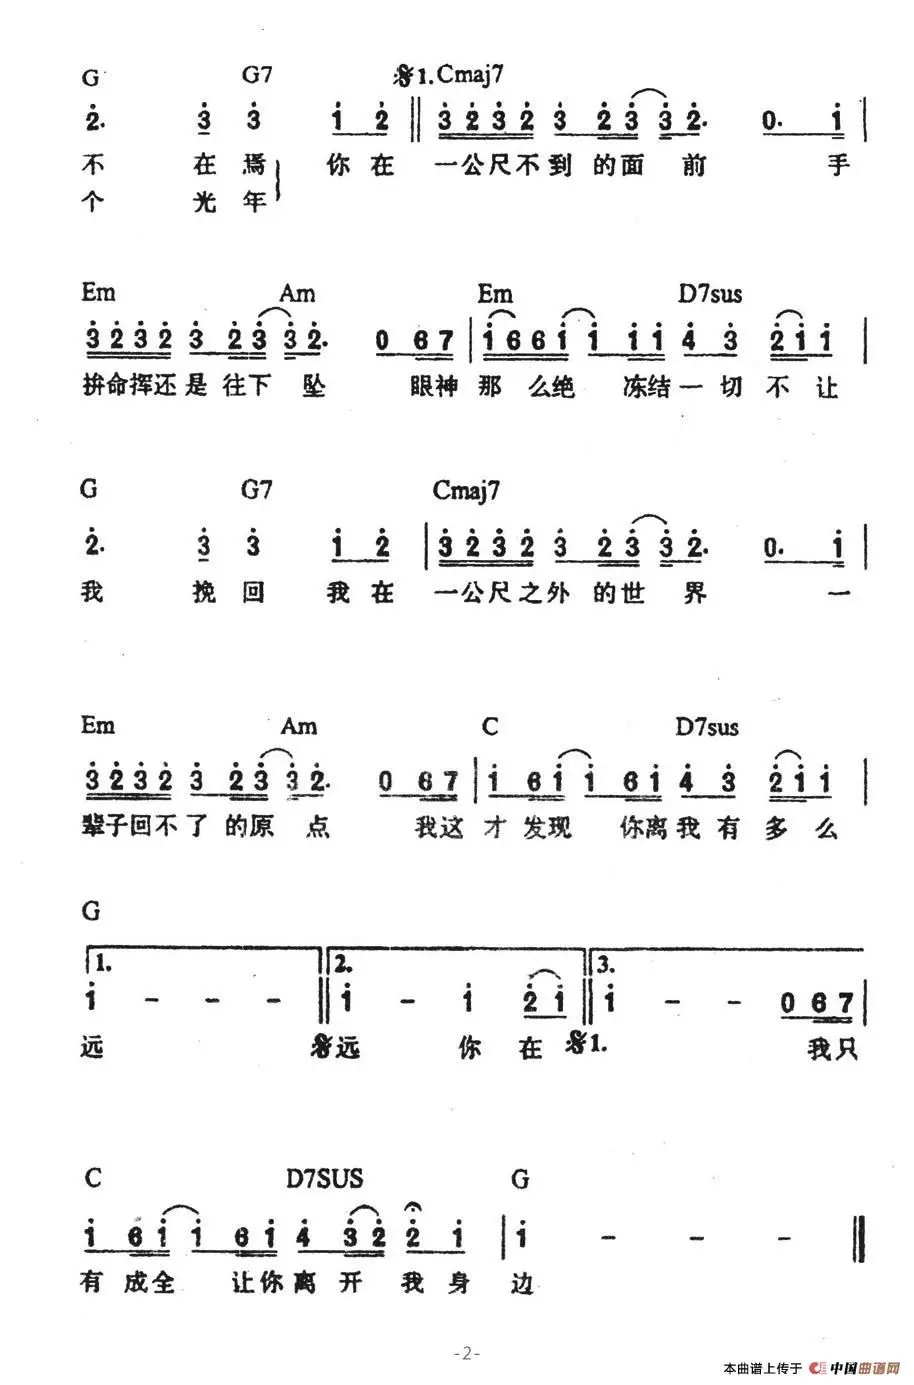 G G7 𝄋1. Cmaj7
2. 3 3 1 2 3 2 3 2 3 2 3 3 2. 0. 1
不 在 焉 你 在 一公尺不到的面 前 手
个 光 年
Em Am Em D7sus
3 2 3 2 3 2 3 3 2. 0 6 7 1 6 6 1 1 1 1 4 3 2 1 1
拚命挥还是往下 坠 眼神 那 么绝 冻结一切不让
G G7 Cmaj7
2. 3 3 1 2 3 2 3 2 3 2 3 3 2. 0. 1
我 挽 回 我 在 一公尺之外的世 界 一
Em Am C D7sus
3 2 3 2 3 2 3 3 2. 0 6 7 1 6 1 1 6 1 4 3 2 1 1
辈子回不了的原 点 我这 才发现 你离我有多么
G
1. 2. 3.
1 - - - 1 - 1 2 1 1 - - 0 6 7
远 𝄋远 你 在 𝄋1. 我只
C D7SUS G
1 6 1 1 6 1 4 3 2 2 1 1 - - -
有 成全 让你离开 我身 边
-2-
本曲谱上传于 中国曲谱网